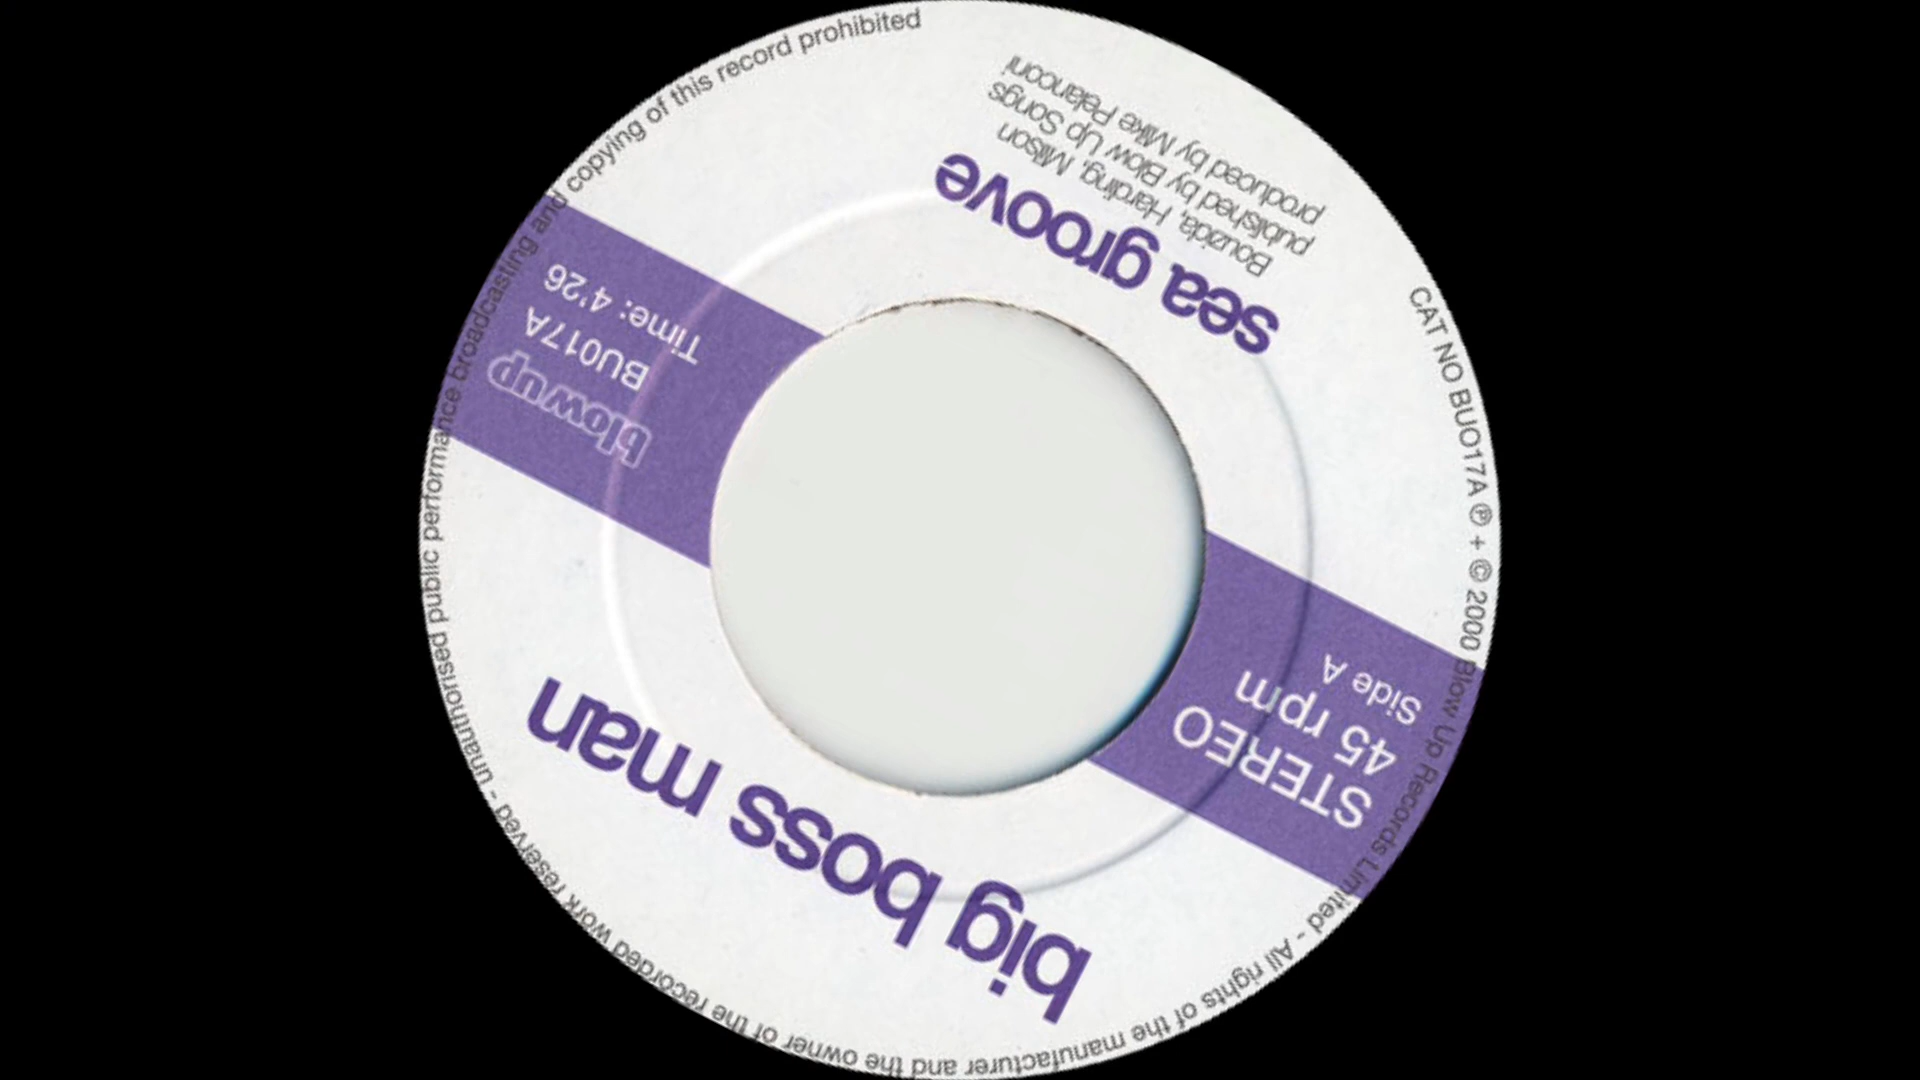 big boss man
STEREO
45 rpm
Side A
blow up
BU017A
Time: 4'26
sea groove
Bouzida, Harding, Milson
published by Blow Up Songs
produced by Mike Pelanconi
CAT NO BUO17A ℗ + © 2000 Blow Up Records Limited - All rights of the manufacturer and the owner of the recorded work reserved - unauthorised public performance broadcasting and copying of this record prohibited